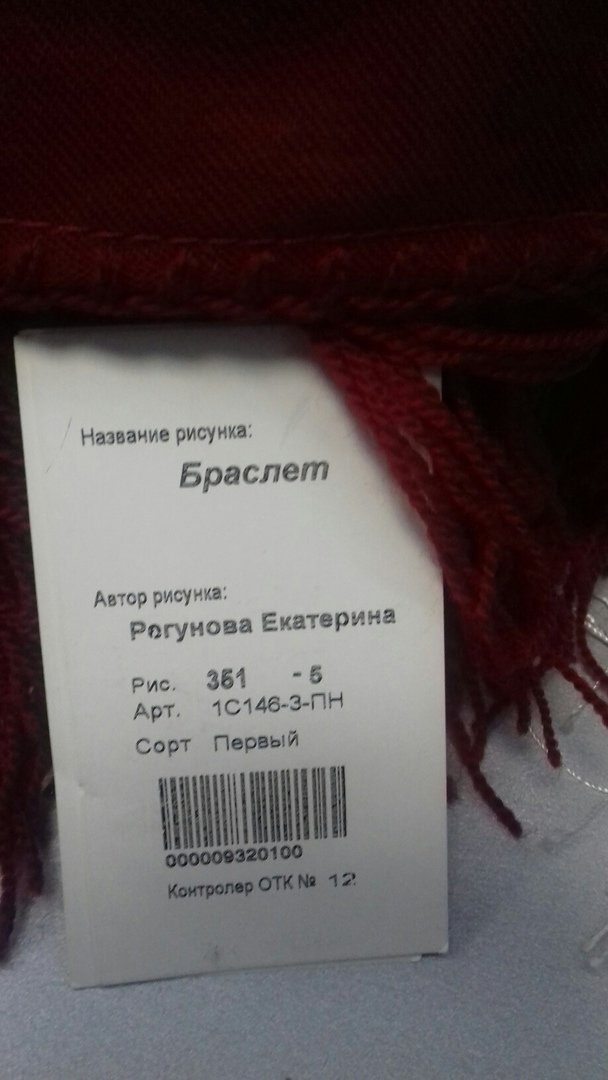 Название рисунка:
Браслет
Автор рисунка:
Рогунова Екатерина
Рис. 351 - 5
Арт. 1С146-3-ПН
Сорт Первый
000009320100
Контролер ОТК № 12